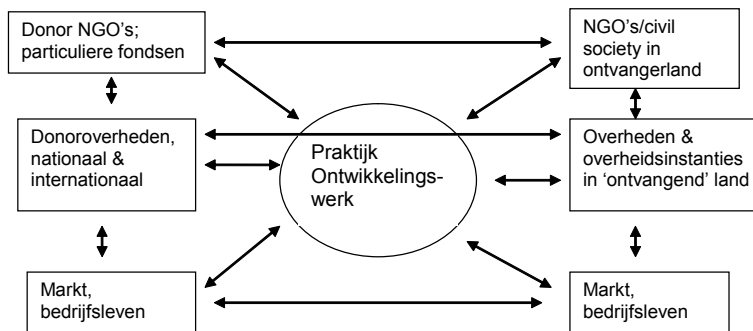 Donor NGO's;
particuliere fondsen
NGO's/civil
society in
ontvangerland
Donoroverheden,
nationaal &
internationaal
Praktijk
Ontwikkelings-
werk
Overheden &
overheidsinstanties
in 'ontvangend' land
Markt,
bedrijfsleven
Markt,
bedrijfsleven